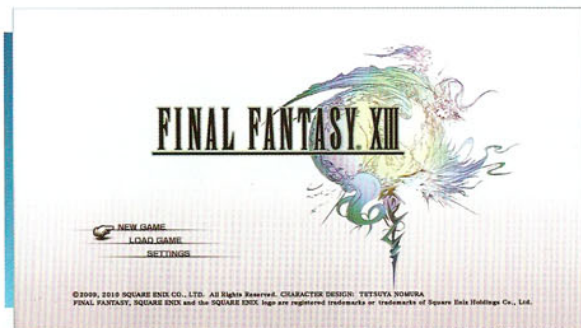 FINAL FANTASY® XIII
NEW GAME
LOAD GAME
SETTINGS
©2009, 2010 SQUARE ENIX CO., LTD. All Rights Reserved. CHARACTER DESIGN: TETSUYA NOMURA
FINAL FANTASY, SQUARE ENIX and the SQUARE ENIX logo are registered trademarks or trademarks of Square Enix Holdings Co., Ltd.